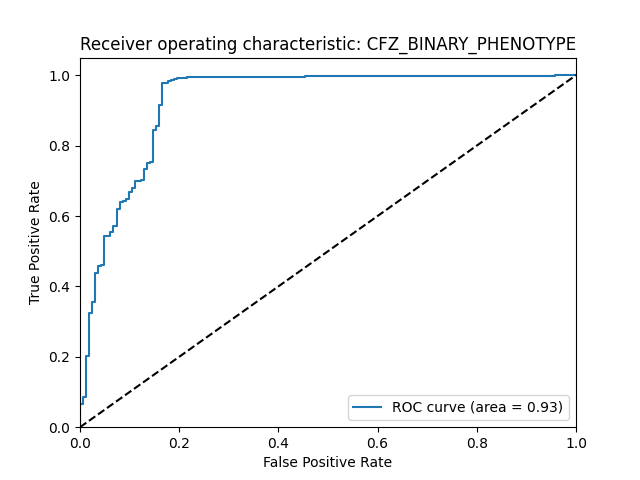 Receiver operating characteristic: CFZ_BINARY_PHENOTYPE
1.0
0.8
0.6
0.4
0.2
0.0
True Positive Rate
ROC curve (area = 0.93)
0.0 0.2 0.4 0.6 0.8 1.0
False Positive Rate